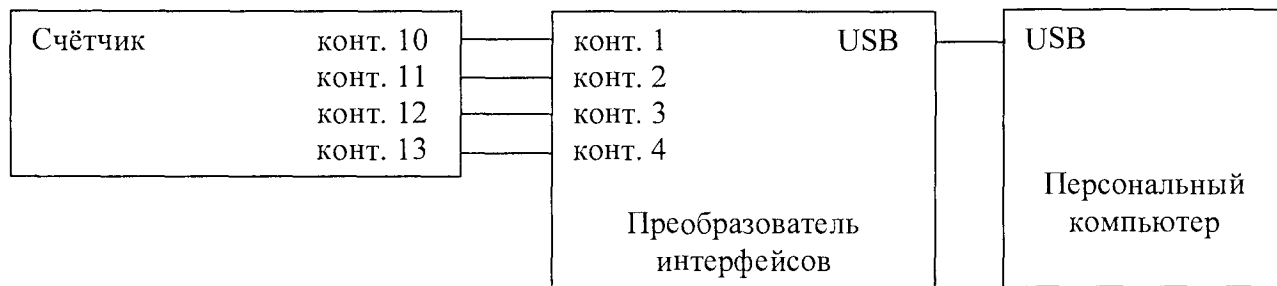 Счётчик конт. 10 конт. 1 USB USB
конт. 11 конт. 2
конт. 12 конт. 3
конт. 13 конт. 4
Преобразователь
интерфейсов
Персональный
компьютер